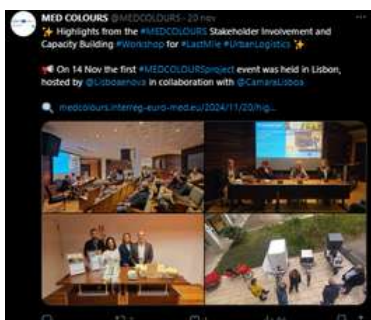 MED COLOURS @MEDCOLOURS · 20 nov
✨ Highlights from the #MEDCOLOURS Stakeholder Involvement and
Capacity Building #Workshop for #LastMile #UrbanLogistics ✨
📢 On 14 Nov the first #MEDCOLOURSproject event was held in Lisbon,
hosted by @Lisboaenova in collaboration with @CamaraLisboa
🔍 medcolours.interreg-euro-med.eu/2024/11/20/hig...